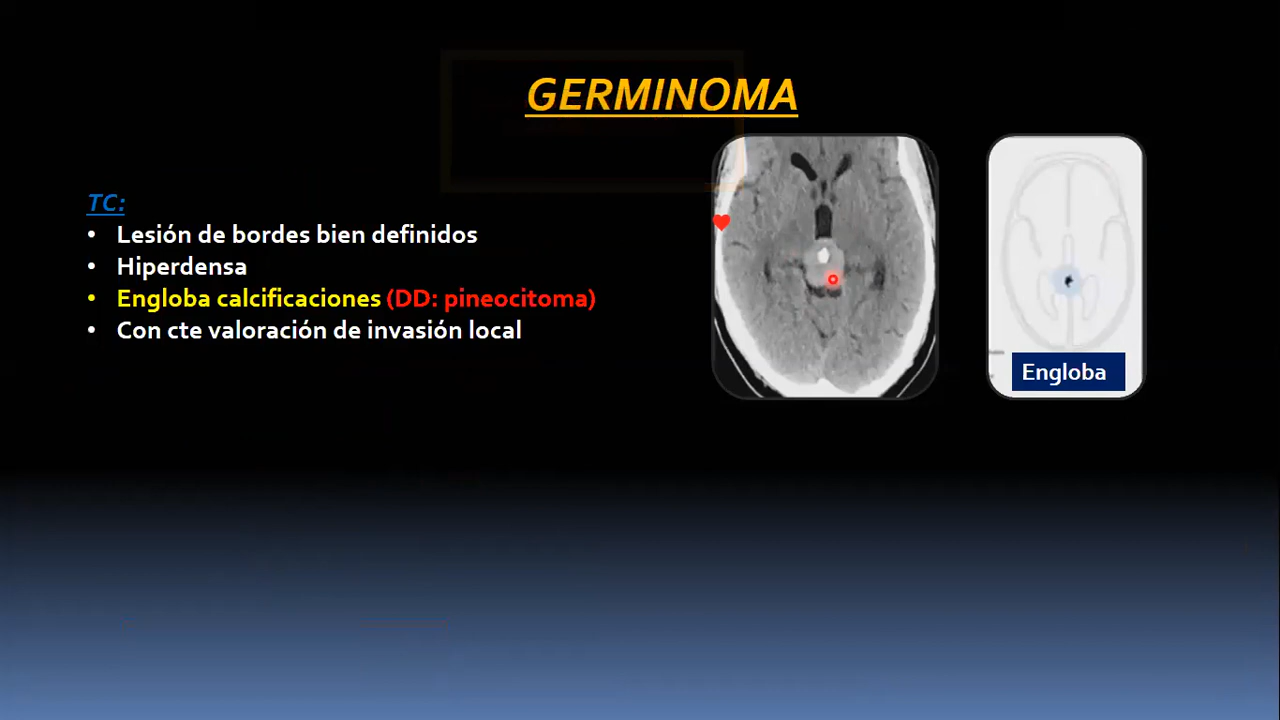 GERMINOMA
TC:
• Lesión de bordes bien definidos
• Hiperdensa
• Engloba calcificaciones (DD: pineocitoma)
• Con cte valoración de invasión local
Engloba